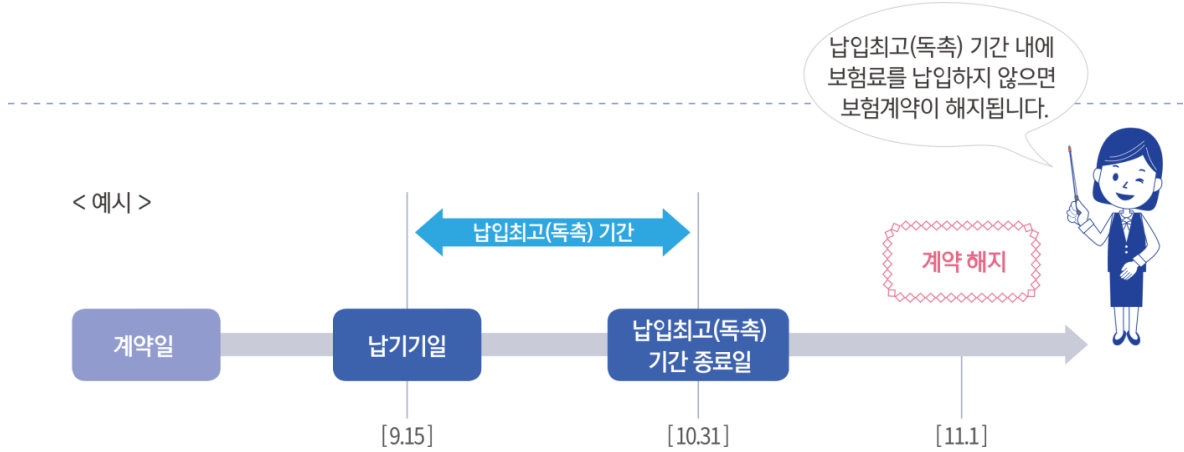 납입최고(독촉) 기간 내에
보험료를 납입하지 않으면
보험계약이 해지됩니다.
< 예시 >
납입최고(독촉) 기간
계약 해지
계약일
납기기일
납입최고(독촉)
기간 종료일
[9.15]
[10.31]
[11.1]